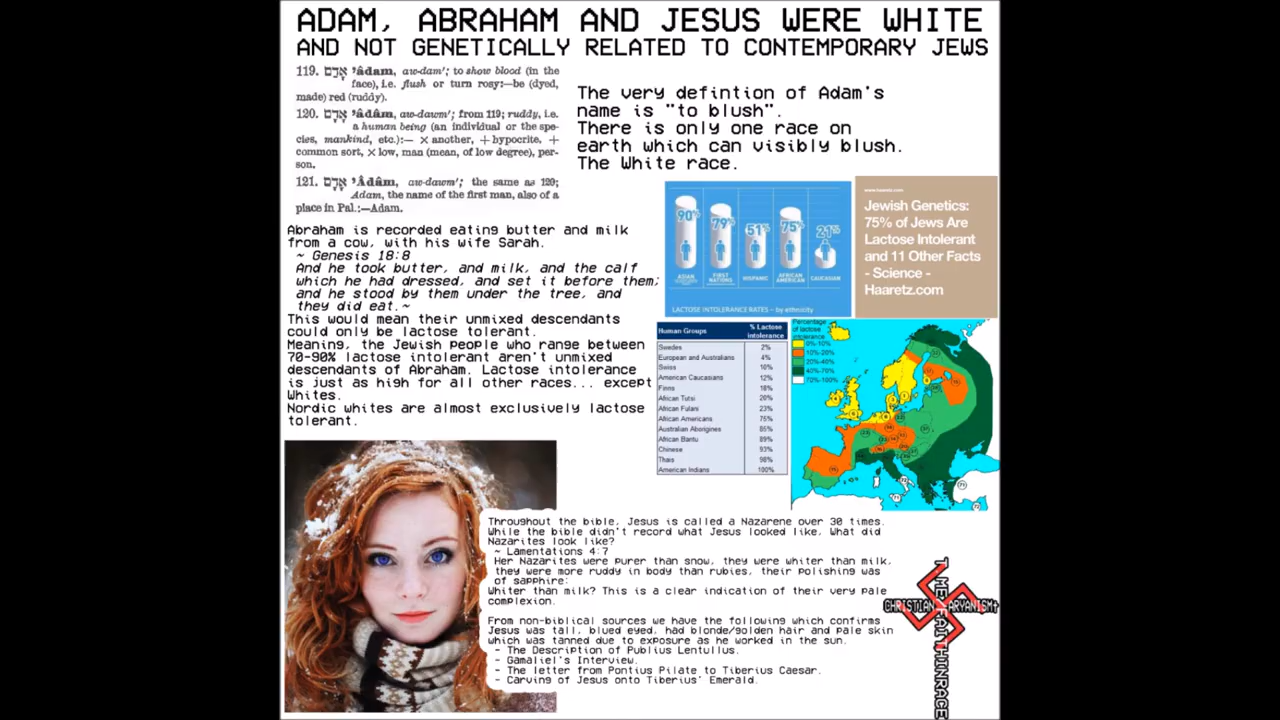 ADAM, ABRAHAM AND JESUS WERE WHITE
AND NOT GENETICALLY RELATED TO CONTEMPORARY JEWS
119. אָדַם ʼâdam, aw-dam'; to show blood (in the
face), i.e. flush or turn rosy:—be (dyed,
made) red (ruddy).
120. אָדָם ʼâdâm, aw-dawm'; from 119; ruddy, i.e.
a human being (an individual or the spe-
cies, mankind, etc.):— × another, + hypocrite, +
common sort, × low, man (mean, of low degree), per-
son.
121. אָדָם ʼÂdâm, aw-dawm'; the same as 120;
Adam, the name of the first man, also of a
place in Pal.:—Adam.
The very defintion of Adam's
name is "to blush".
There is only one race on
earth which can visibly blush.
The White race.
Abraham is recorded eating butter and milk
from a cow, with his wife Sarah.
~ Genesis 18:8
And he took butter, and milk, and the calf
which he had dressed, and set it before them;
and he stood by them under the tree, and
they did eat.~
This would mean their unmixed descendants
could only be lactose tolerant.
Meaning, the Jewish people who range between
70-90% lactose intolerant aren't unmixed
descendants of Abraham. Lactose intolerance
is just as high for all other races... except
Whites.
Nordic whites are almost exclusively lactose
tolerant.
90% 79% 51% 75% 21%
ASIAN FIRST NATIONS HISPANIC AFRICAN AMERICAN CAUCASIAN
LACTOSE INTOLERANCE RATES – by ethnicity
www.haaretz.com
Jewish Genetics:
75% of Jews Are
Lactose Intolerant
and 11 Other Facts
- Science -
Haaretz.com
Human Groups % Lactose intolerance
Swedes 2%
European and Australians 4%
Swiss 10%
American Caucasians 12%
Finns 18%
African Tutsi 20%
African Fulani 23%
African Americans 75%
Australian Aborigines 85%
African Bantu 89%
Chinese 93%
Thais 98%
American Indians 100%
Percentage
of lactose
intolerance
0%-10%
10%-20%
20%-40%
40-70%
70%-100%
Throughout the bible, Jesus is called a Nazarene over 30 times.
While the bible didn't record what Jesus looked like, What did
Nazarites look like?
~ Lamentations 4:7
Her Nazarites were purer than snow, they were whiter than milk,
they were more ruddy in body than rubies, their polishing was
of sapphire:
Whiter than milk? This is a clear indication of their very pale
complexion.
From non-biblical sources we have the following which confirms
Jesus was tall, blued eyed, had blonde/golden hair and pale skin
which was tanned due to exposure as he worked in the sun.
- The Description of Publius Lentullus.
- Gamaliel's Interview.
- The letter from Pontius Pilate to Tiberius Caesar.
- Carving of Jesus onto Tiberius' Emerald.
CHRISTIAN ARYANISM